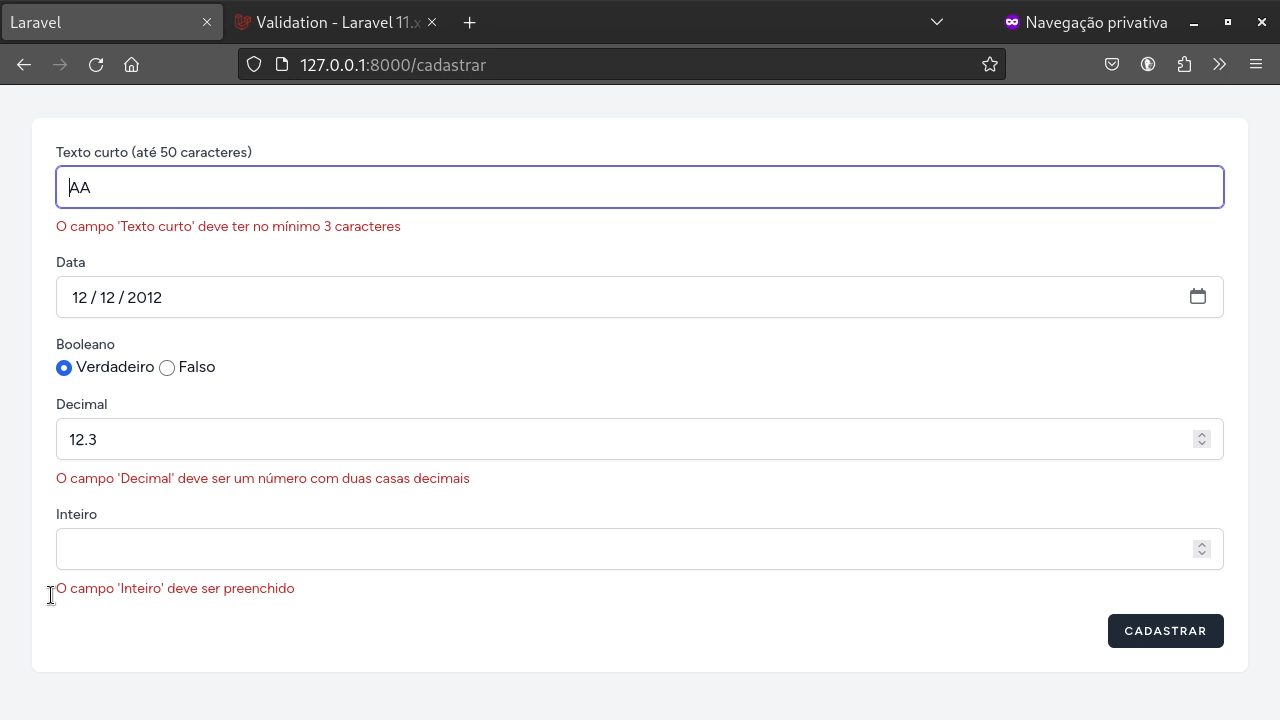 Laravel
Validation - Laravel 11.x
Navegação privativa
127.0.0.1:8000/cadastrar
Texto curto (até 50 caracteres)
AA
O campo 'Texto curto' deve ter no mínimo 3 caracteres
Data
12 / 12 / 2012
Booleano
Verdadeiro Falso
Decimal
12.3
O campo 'Decimal' deve ser um número com duas casas decimais
Inteiro
O campo 'Inteiro' deve ser preenchido
CADASTRAR